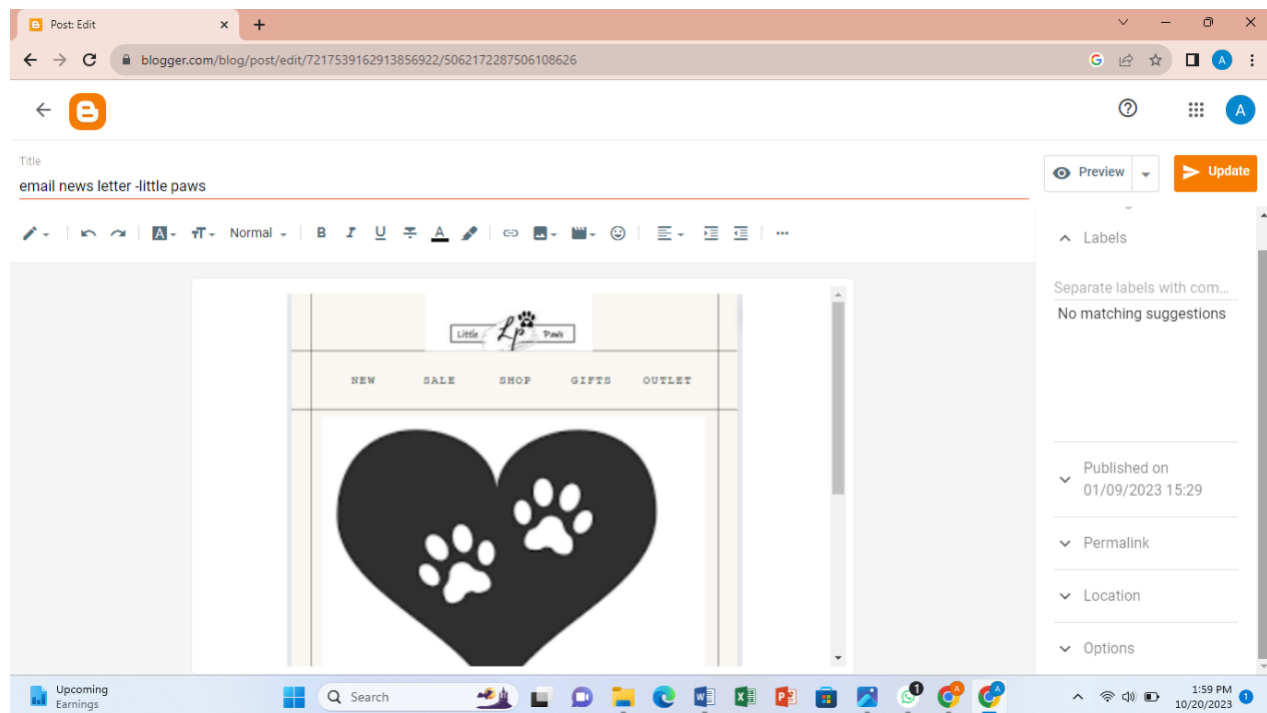 Post: Edit
blogger.com/blog/post/edit/7217539162913856922/5062172287506108626
A
A
Title
email news letter -little paws
Preview
Update
Normal
B I U A
Labels
Separate labels with com...
No matching suggestions
Little Lp Paws
NEW SALE SHOP GIFTS OUTLET
Published on
01/09/2023 15:29
Permalink
Location
Options
Upcoming
Earnings
Search
1:59 PM
10/20/2023
1